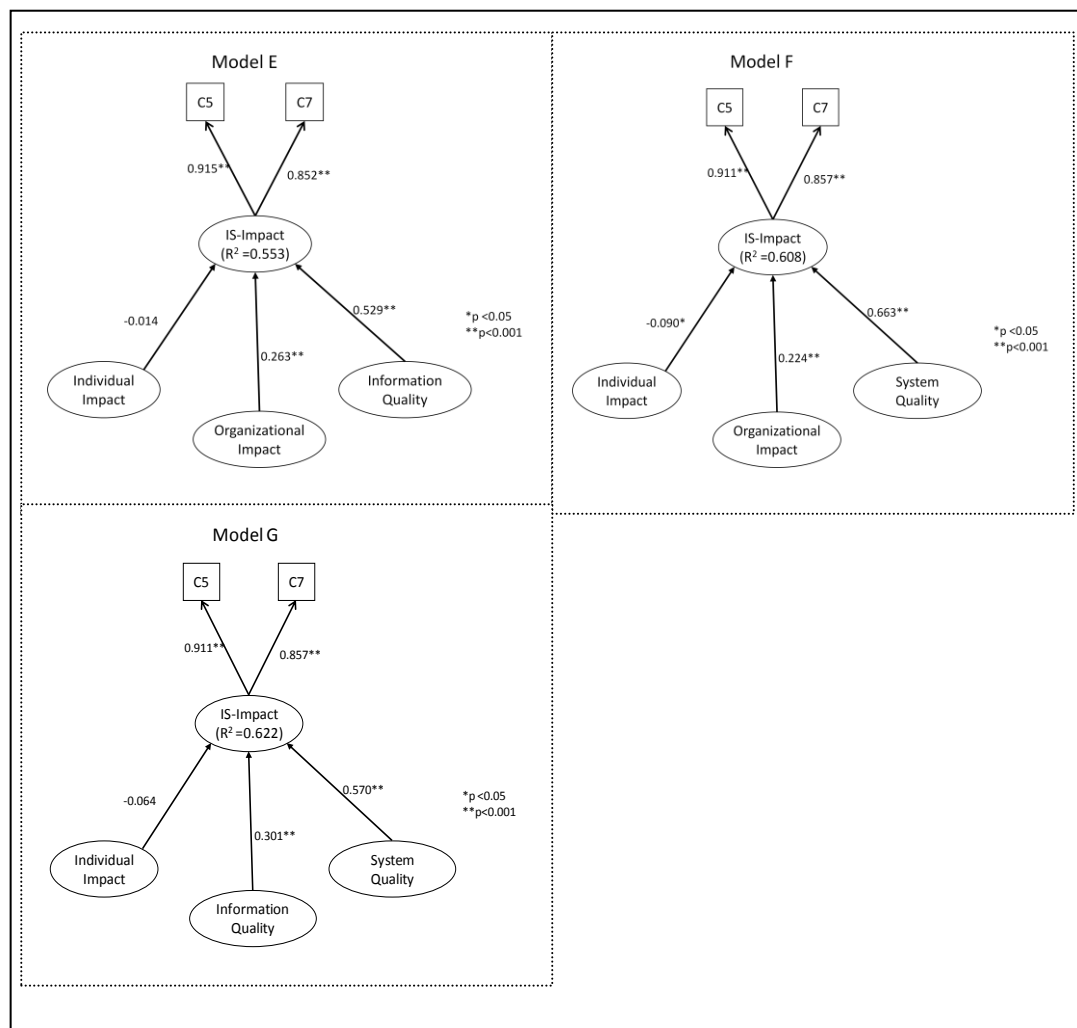 Model E
C5
C7
0.915**
0.852**
IS-Impact
(R² =0.553)
-0.014
0.529**
0.263**
*p <0.05
**p<0.001
Individual
Impact
Information
Quality
Organizational
Impact
Model F
C5
C7
0.911**
0.857**
IS-Impact
(R² =0.608)
-0.090*
0.663**
0.224**
*p <0.05
**p<0.001
Individual
Impact
System
Quality
Organizational
Impact
Model G
C5
C7
0.911**
0.857**
IS-Impact
(R² =0.622)
-0.064
0.570**
0.301**
*p <0.05
**p<0.001
Individual
Impact
System
Quality
Information
Quality